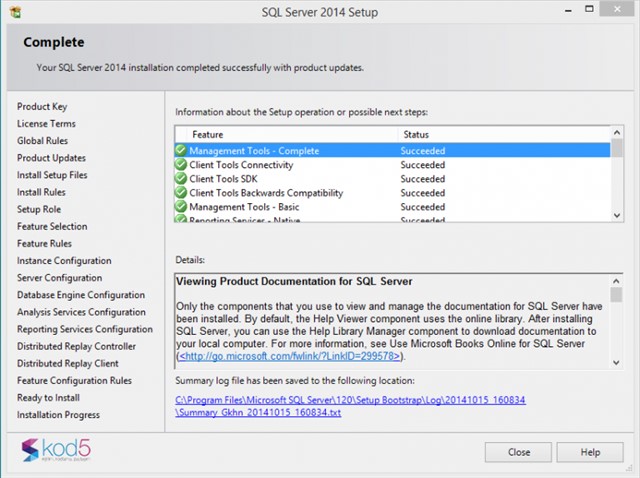 SQL Server 2014 Setup
Complete
Your SQL Server 2014 installation completed successfully with product updates.
Product Key
License Terms
Global Rules
Product Updates
Install Setup Files
Install Rules
Setup Role
Feature Selection
Feature Rules
Instance Configuration
Server Configuration
Database Engine Configuration
Analysis Services Configuration
Reporting Services Configuration
Distributed Replay Controller
Distributed Replay Client
Feature Configuration Rules
Ready to Install
Installation Progress
Information about the Setup operation or possible next steps:
Feature Status
Management Tools - Complete Succeeded
Client Tools Connectivity Succeeded
Client Tools SDK Succeeded
Client Tools Backwards Compatibility Succeeded
Management Tools - Basic Succeeded
Reporting Services - Native Succeeded
Details:
Viewing Product Documentation for SQL Server
Only the components that you use to view and manage the documentation for SQL Server have
been installed. By default, the Help Viewer component uses the online library. After installing
SQL Server, you can use the Help Library Manager component to download documentation to
your local computer. For more information, see Use Microsoft Books Online for SQL Server
(<http://go.microsoft.com/fwlink/?LinkID=299578>).
Summary log file has been saved to the following location:
C:\Program Files\Microsoft SQL Server\120\Setup Bootstrap\Log\20141015_160834
\Summary_Gkhn_20141015_160834.txt
kod5
Close
Help